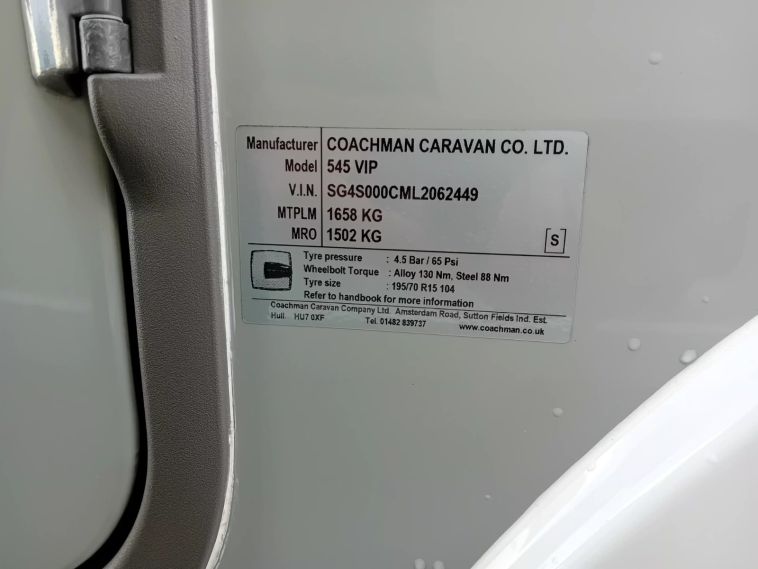 Manufacturer COACHMAN CARAVAN CO. LTD.
Model 545 VIP
V.I.N. SG4S000CML2062449
MTPLM 1658 KG
MRO 1502 KG [S]
Tyre pressure : 4.5 Bar / 65 Psi
Wheelbolt Torque : Alloy 130 Nm, Steel 88 Nm
Tyre size : 195/70 R15 104
Refer to handbook for more information
Coachman Caravan Company Ltd. Amsterdam Road, Sutton Fields Ind. Est.
Hull. HU7 0XF Tel. 01482 839737 www.coachman.co.uk